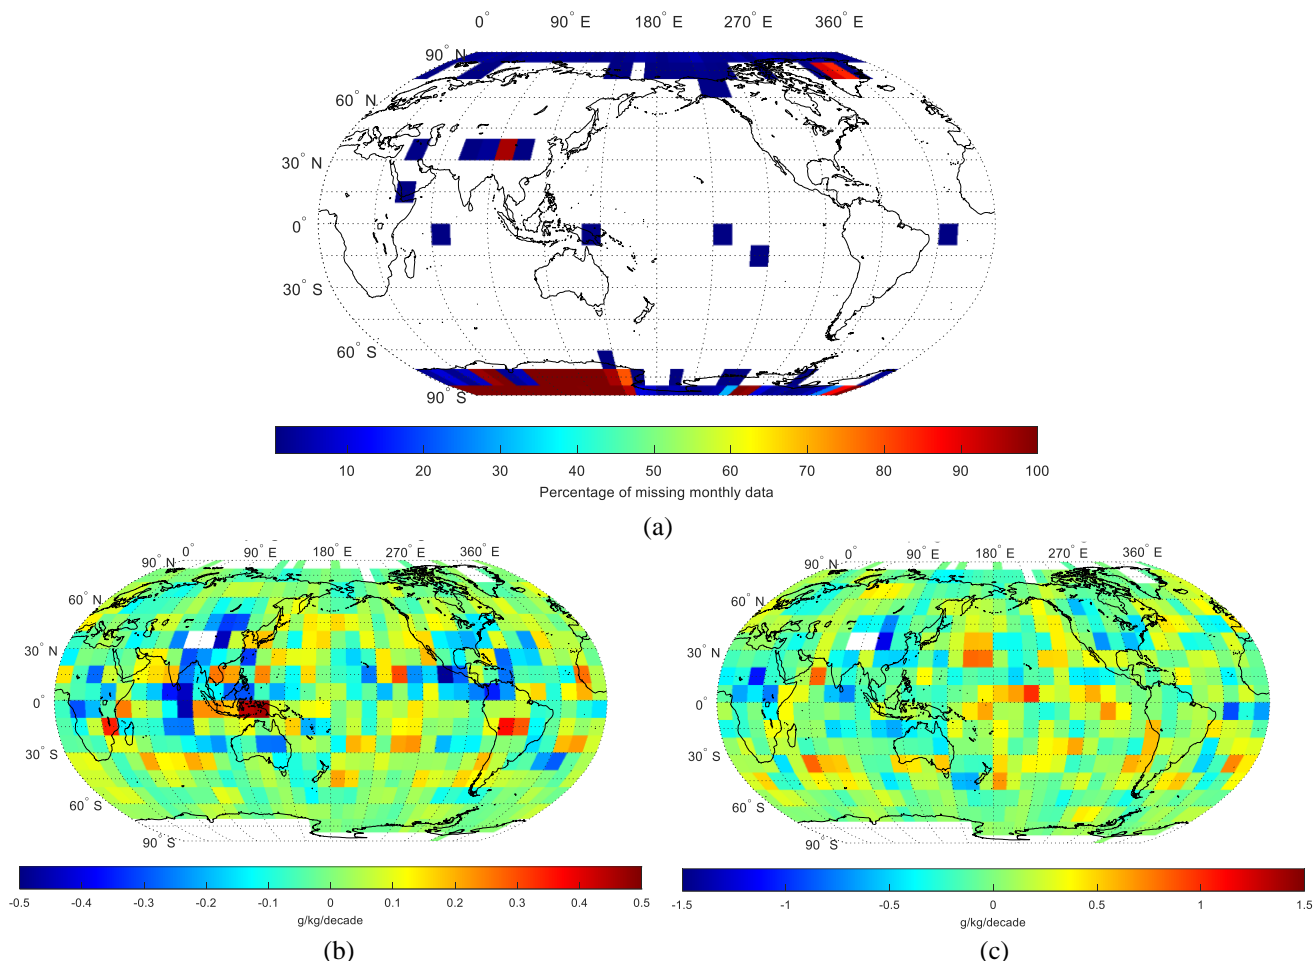 0° 90° E 180° E 270° E 360° E
90° N
60° N
30° N
0°
30° S
60° S
90° S
10 20 30 40 50 60 70 80 90 100
Percentage of missing monthly data
(a)
0° 90° E 180° E 270° E 360° E
90° N
60° N
30° N
0°
30° S
60° S
90° S
-0.5 -0.4 -0.3 -0.2 -0.1 0 0.1 0.2 0.3 0.4 0.5
g/kg/decade
(b)
0° 90° E 180° E 270° E 360° E
90° N
60° N
30° N
0°
30° S
60° S
90° S
-1.5 -1 -0.5 0 0.5 1 1.5
g/kg/decade
(c)